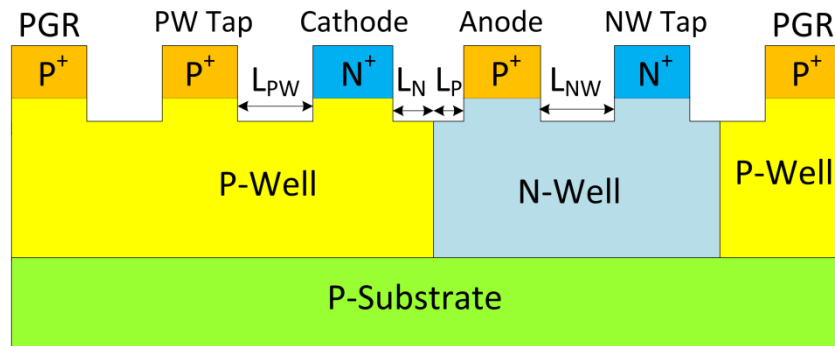 PGR PW Tap Cathode Anode NW Tap PGR
P+ P+ LPW N+ LN LP P+ LNW N+ P+
P-Well N-Well P-Well
P-Substrate